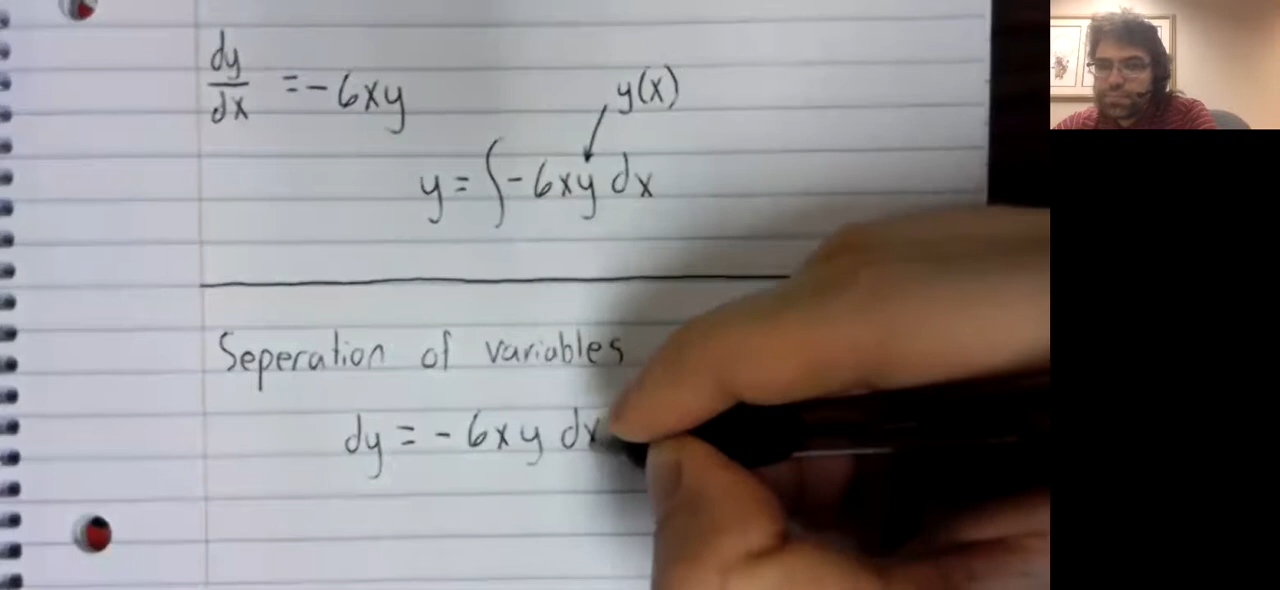 dy/dx = -6xy
y(x)
y = ∫ -6xy dx
Seperation of variables
dy = -6xy dx